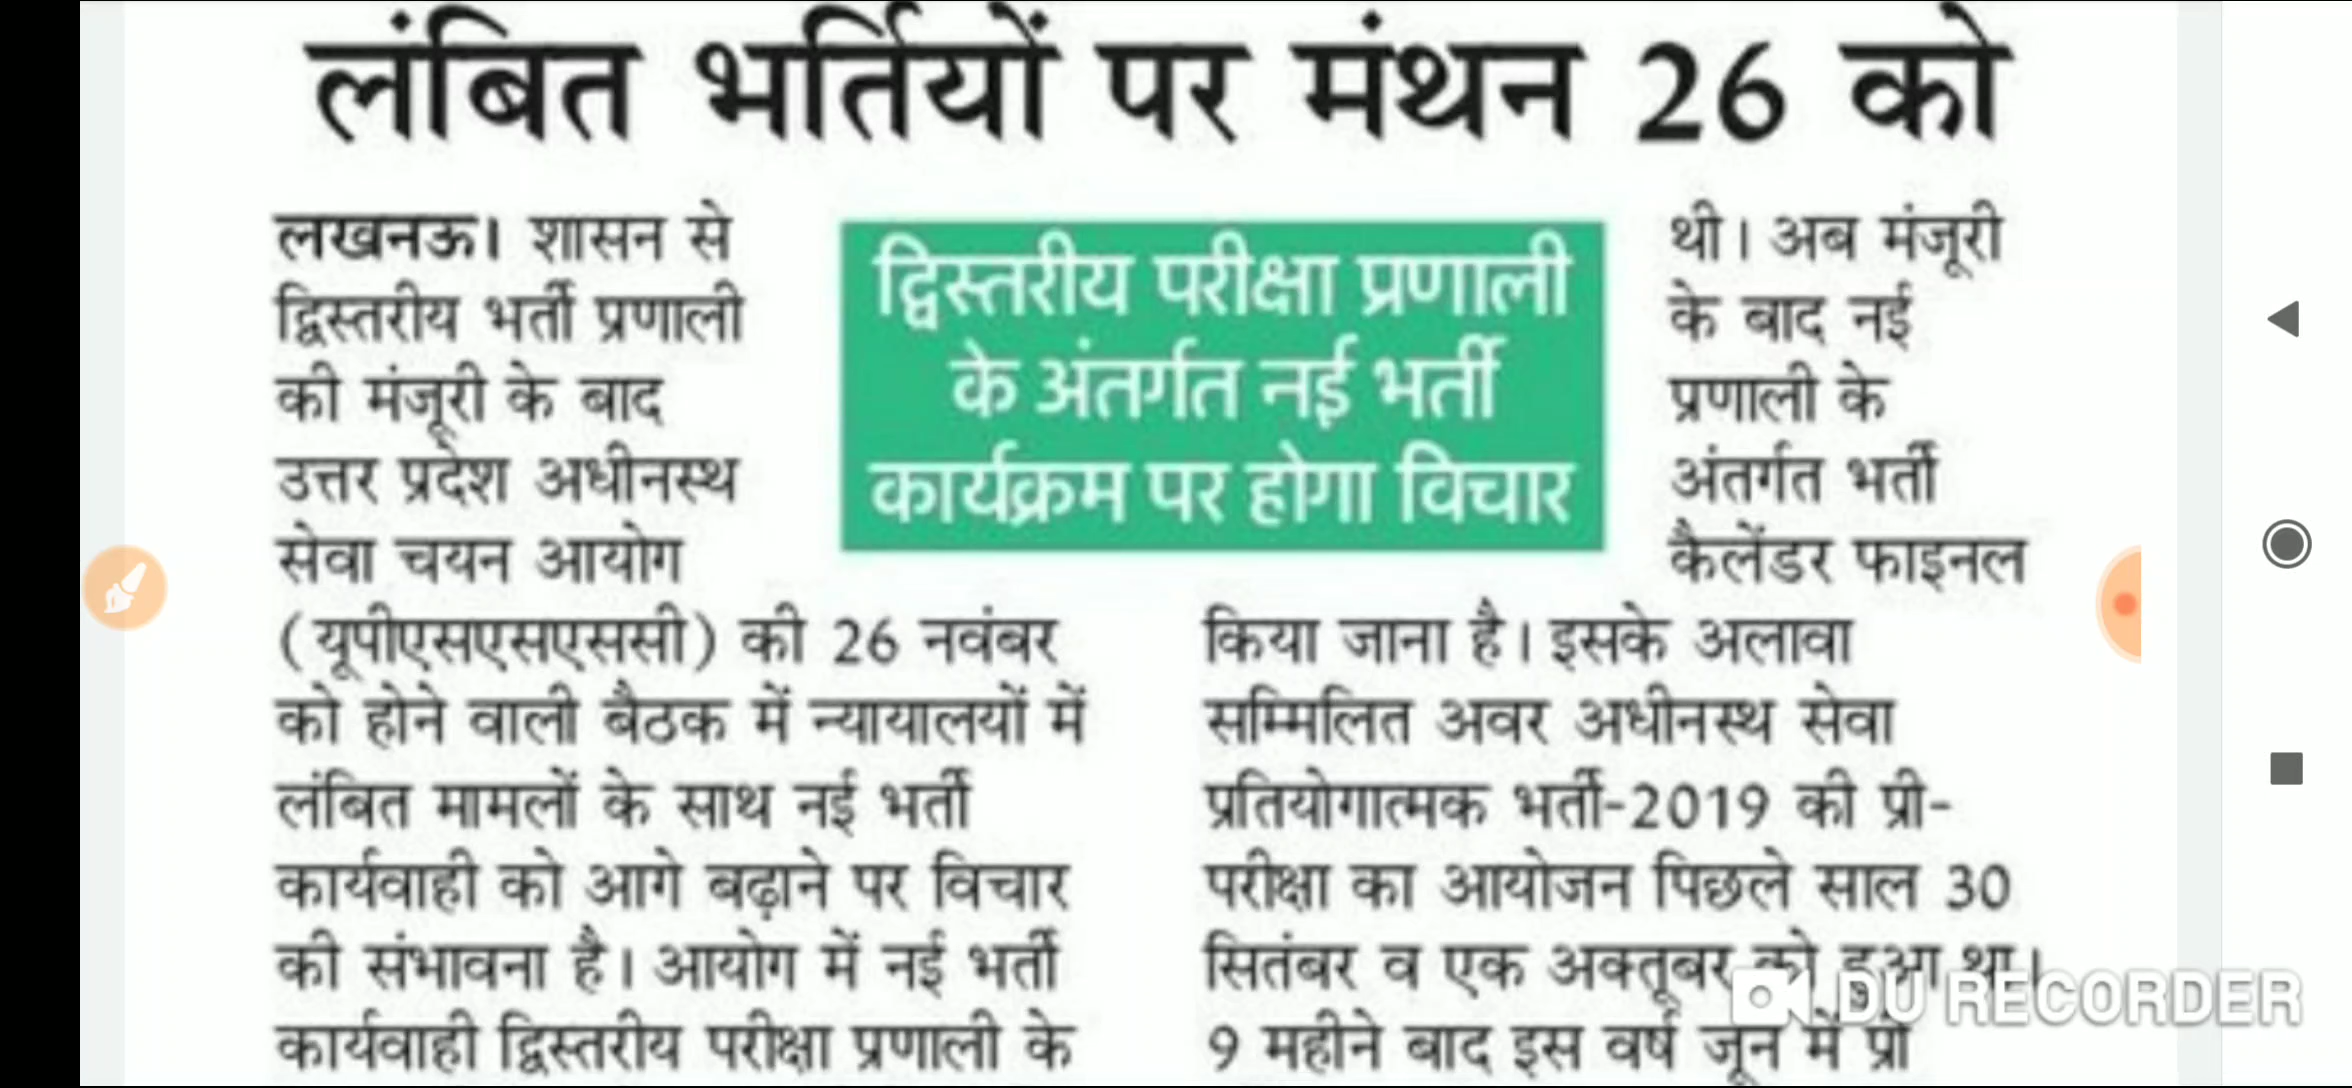 लंबित भर्तियों पर मंथन 26 को
लखनऊ। शासन से
द्विस्तरीय भर्ती प्रणाली
की मंजूरी के बाद
उत्तर प्रदेश अधीनस्थ
सेवा चयन आयोग
(यूपीएसएसएससी) की 26 नवंबर
को होने वाली बैठक में न्यायालयों में
लंबित मामलों के साथ नई भर्ती
कार्यवाही को आगे बढ़ाने पर विचार
की संभावना है। आयोग में नई भर्ती
कार्यवाही द्विस्तरीय परीक्षा प्रणाली के
द्विस्तरीय परीक्षा प्रणाली
के अंतर्गत नई भर्ती
कार्यक्रम पर होगा विचार
थी। अब मंजूरी
के बाद नई
प्रणाली के
अंतर्गत भर्ती
कैलेंडर फाइनल
किया जाना है। इसके अलावा
सम्मिलित अवर अधीनस्थ सेवा
प्रतियोगात्मक भर्ती-2019 की प्री-
परीक्षा का आयोजन पिछले साल 30
सितंबर व एक अक्तूबर को हुआ था।
9 महीने बाद इस वर्ष जून में प्री
DU RECORDER